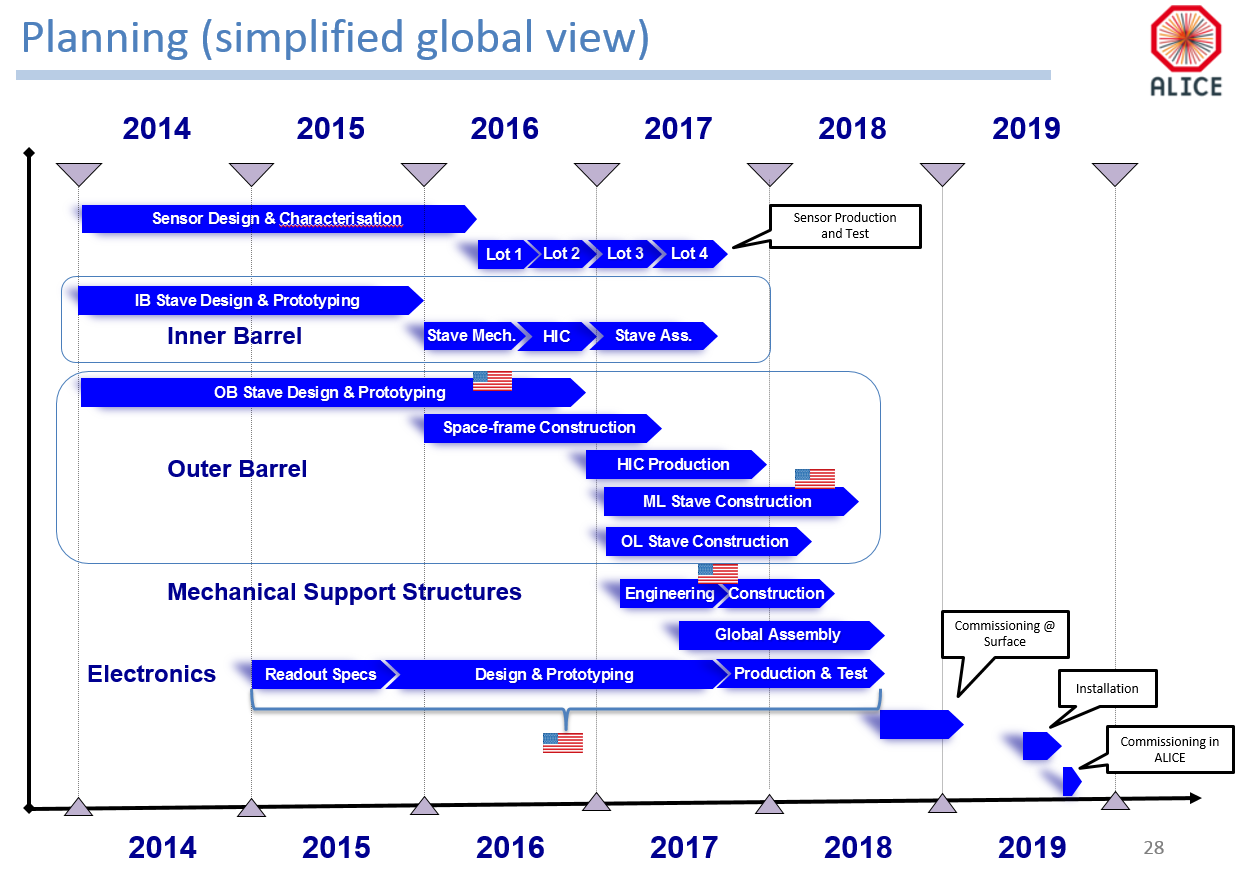 Planning (simplified global view)
ALICE
2014 2015 2016 2017 2018 2019
Sensor Design & Characterisation
Sensor Production
and Test
Lot 1 Lot 2 Lot 3 Lot 4
IB Stave Design & Prototyping
Inner Barrel
Stave Mech. HIC Stave Ass.
OB Stave Design & Prototyping
Space-frame Construction
Outer Barrel
HIC Production
ML Stave Construction
OL Stave Construction
Mechanical Support Structures
Engineering Construction
Global Assembly
Commissioning @
Surface
Electronics
Readout Specs Design & Prototyping Production & Test
Installation
Commissioning in
ALICE
2014 2015 2016 2017 2018 2019
28